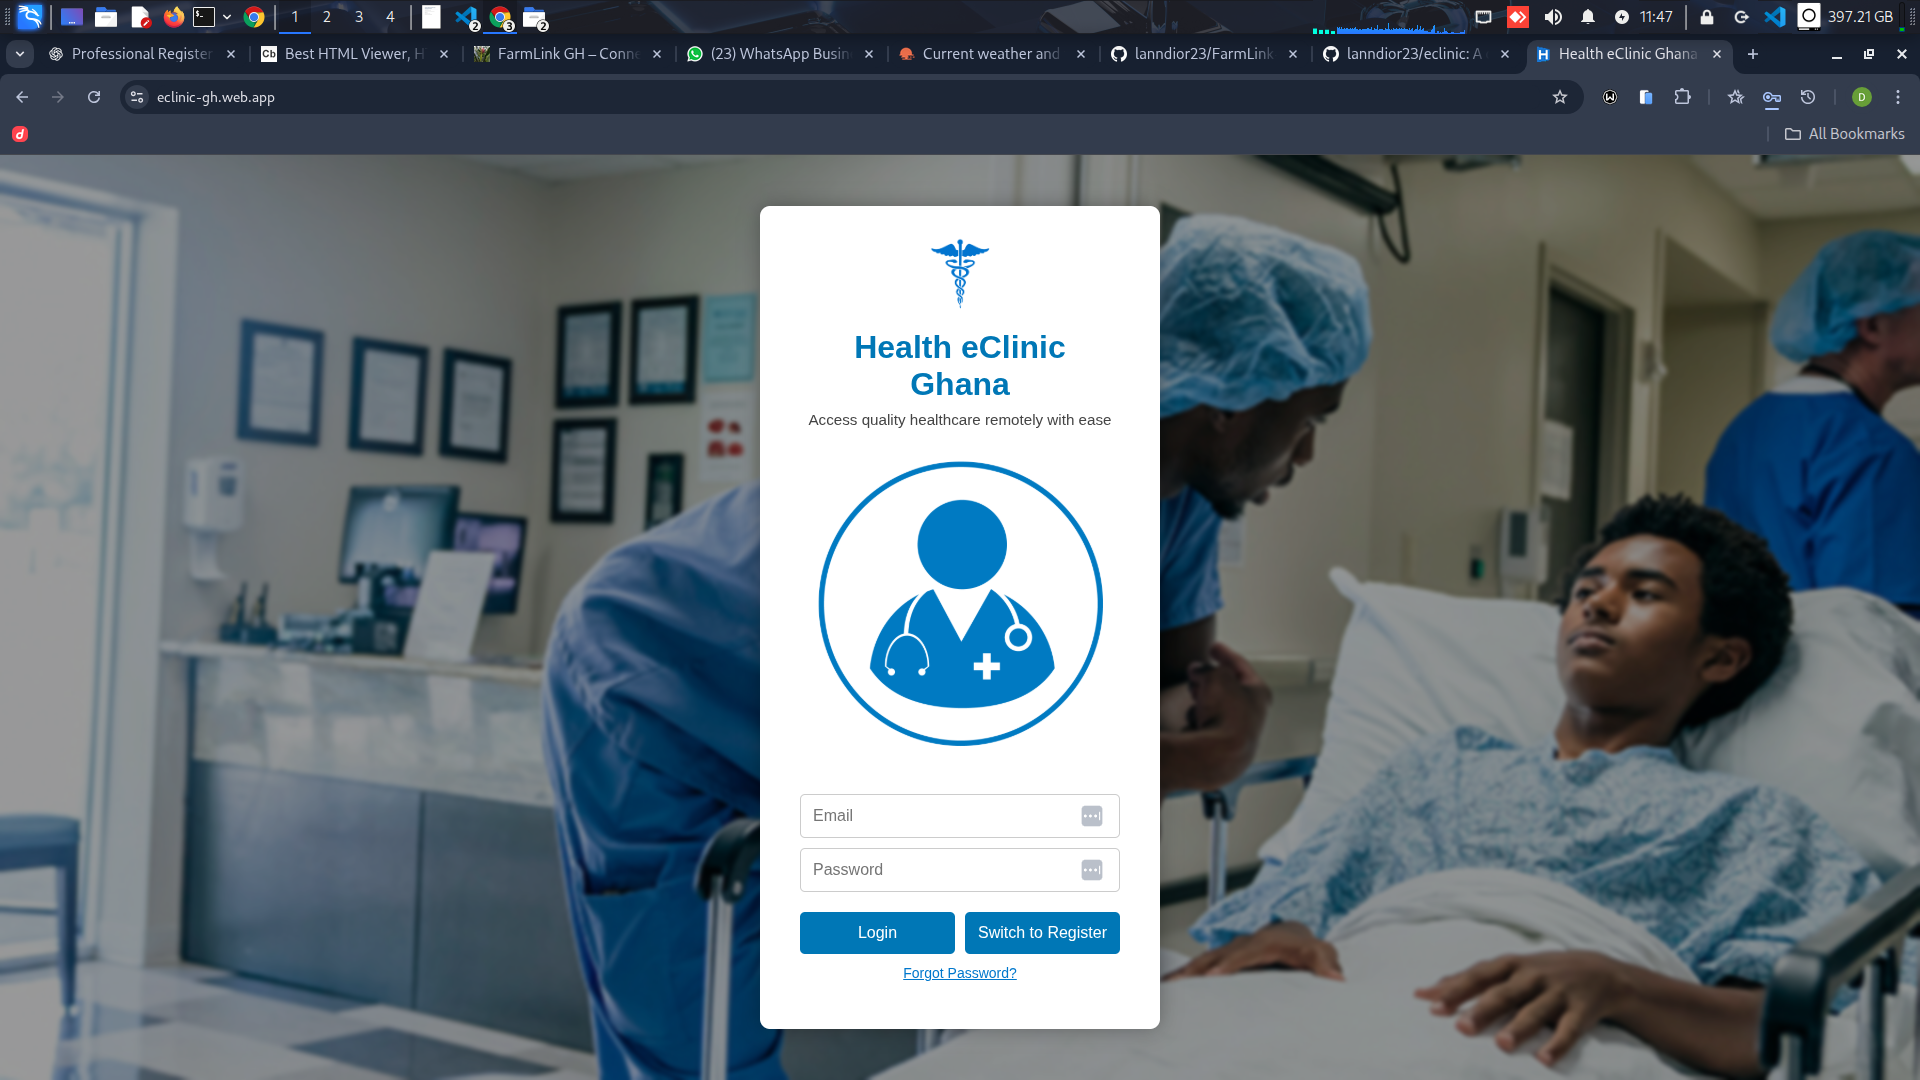 1
2
3
4
2
3
2
11:47
397.21 GB
Professional Register
Best HTML Viewer, H
FarmLink GH – Conne
(23) WhatsApp Busin
Current weather and
lanndior23/FarmLink
lanndior23/eclinic: A
Health eClinic Ghana
eclinic-gh.web.app
D
All Bookmarks
Health eClinic
Ghana
Access quality healthcare remotely with ease
Email
Password
Login
Switch to Register
Forgot Password?